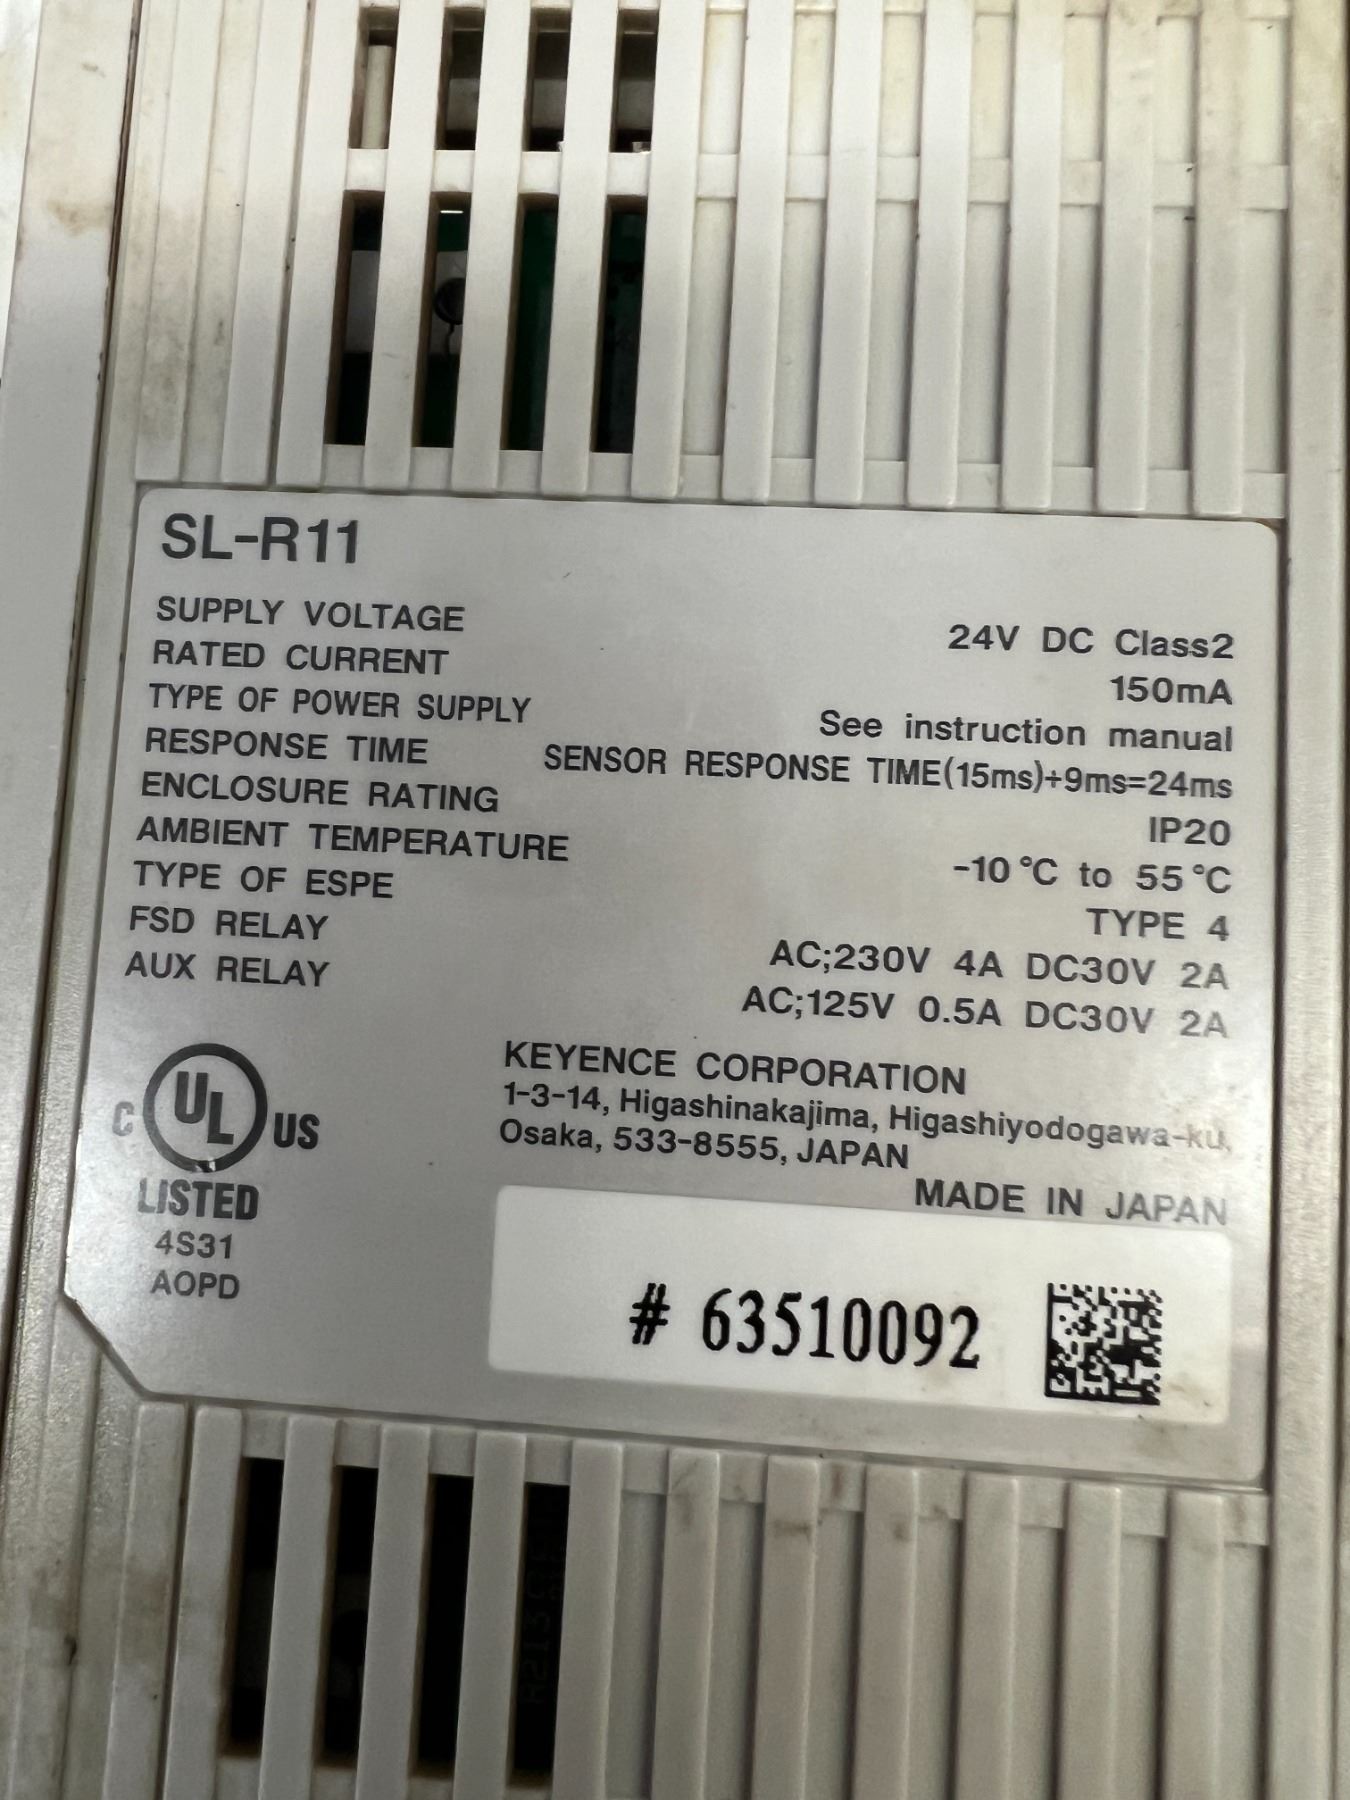 SL-R11
SUPPLY VOLTAGE 24V DC Class2
RATED CURRENT 150mA
TYPE OF POWER SUPPLY See instruction manual
RESPONSE TIME SENSOR RESPONSE TIME(15ms)+9ms=24ms
ENCLOSURE RATING IP20
AMBIENT TEMPERATURE -10°C to 55°C
TYPE OF ESPE TYPE 4
FSD RELAY AC;230V 4A DC30V 2A
AUX RELAY AC;125V 0.5A DC30V 2A
KEYENCE CORPORATION
1-3-14, Higashinakajima, Higashiyodogawa-ku,
Osaka, 533-8555, JAPAN
MADE IN JAPAN
C UL US
LISTED
4S31
AOPD
# 63510092